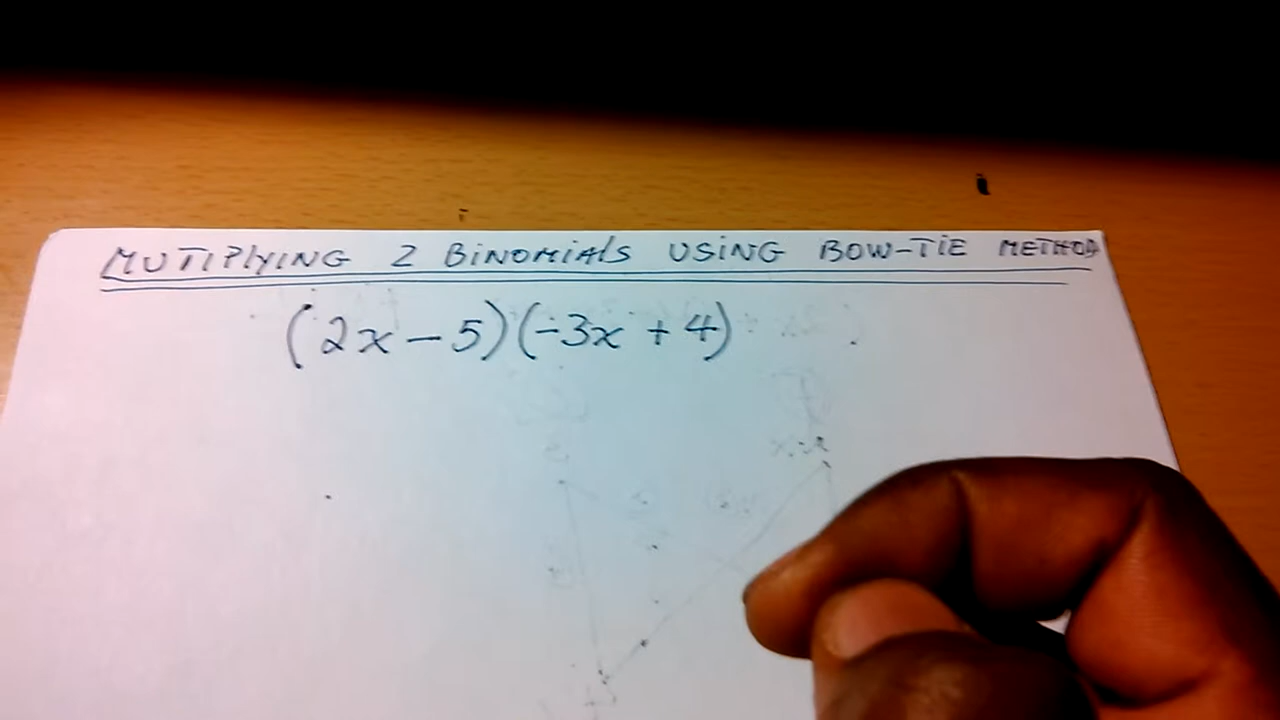 MUTIPlYING 2 BiNOMiAlS USiNG BOW-TiE METHOD
(2x - 5)(-3x + 4)